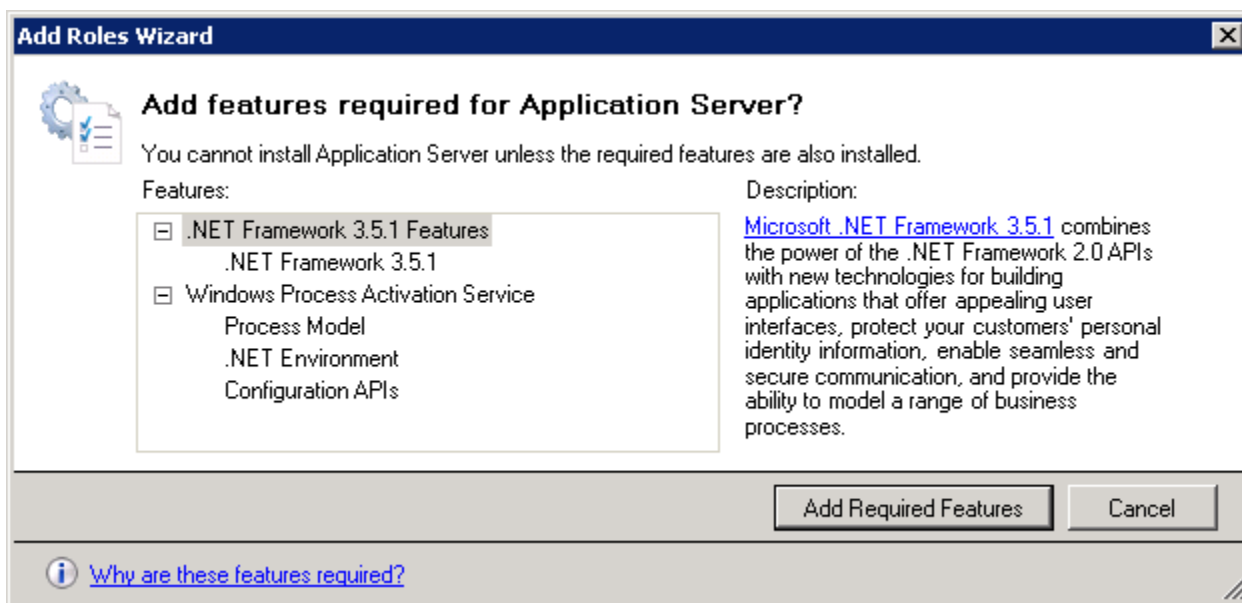 Add Roles Wizard
Add features required for Application Server?
You cannot install Application Server unless the required features are also installed.
Features:
.NET Framework 3.5.1 Features
.NET Framework 3.5.1
Windows Process Activation Service
Process Model
.NET Environment
Configuration APIs
Description:
Microsoft .NET Framework 3.5.1 combines
the power of the .NET Framework 2.0 APIs
with new technologies for building
applications that offer appealing user
interfaces, protect your customers' personal
identity information, enable seamless and
secure communication, and provide the
ability to model a range of business
processes.
Add Required Features
Cancel
Why are these features required?